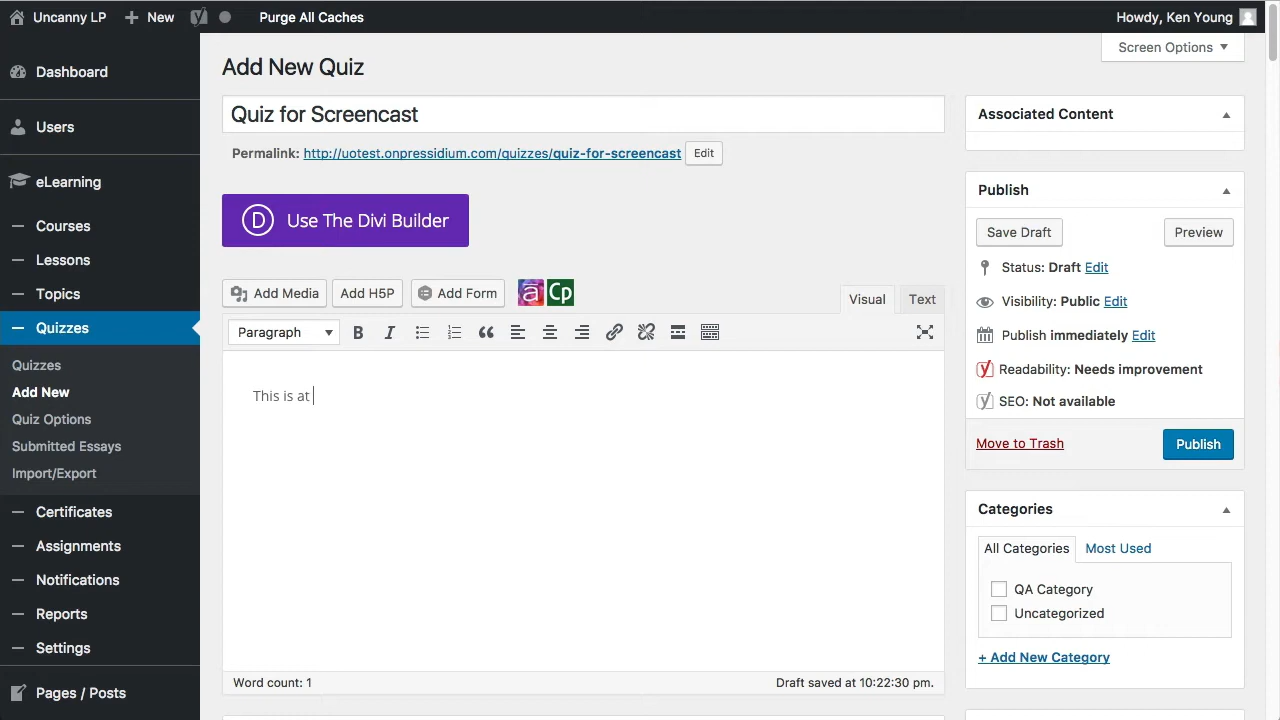 Uncanny LP
New
Purge All Caches
Howdy, Ken Young
Dashboard
Users
eLearning
Courses
Lessons
Topics
Quizzes
Quizzes
Add New
Quiz Options
Submitted Essays
Import/Export
Certificates
Assignments
Notifications
Reports
Settings
Pages / Posts
Screen Options
Add New Quiz
Quiz for Screencast
Permalink: http://uotest.onpressidium.com/quizzes/quiz-for-screencast Edit
D Use The Divi Builder
Add Media Add H5P Add Form a Cp
Visual Text
Paragraph B I
This is at
Word count: 1
Draft saved at 10:22:30 pm.
Associated Content
Publish
Save Draft Preview
Status: Draft Edit
Visibility: Public Edit
Publish immediately Edit
Readability: Needs improvement
SEO: Not available
Move to Trash Publish
Categories
All Categories Most Used
QA Category
Uncategorized
+ Add New Category